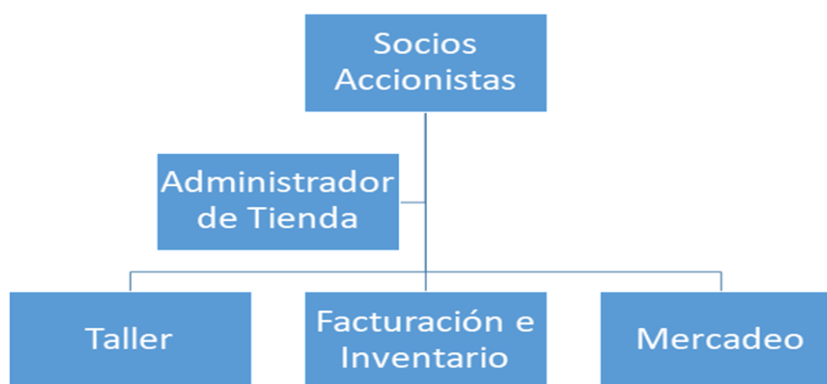 Socios
Accionistas
Administrador
de Tienda
Taller
Facturación e
Inventario
Mercadeo